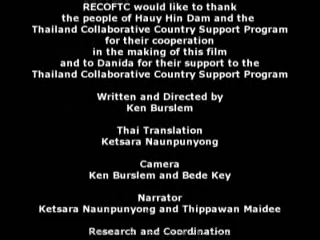 RECOFTC would like to thank
the people of Hauy Hin Dam and the
Thailand Collaborative Country Support Program
for their cooperation
in the making of this film
and to Danida for their support to the
Thailand Collaborative Country Support Program
Written and Directed by
Ken Burslem
Thai Translation
Ketsara Naunpunyong
Camera
Ken Burslem and Bede Key
Narrator
Ketsara Naunpunyong and Thippawan Maidee
Research and Coordination